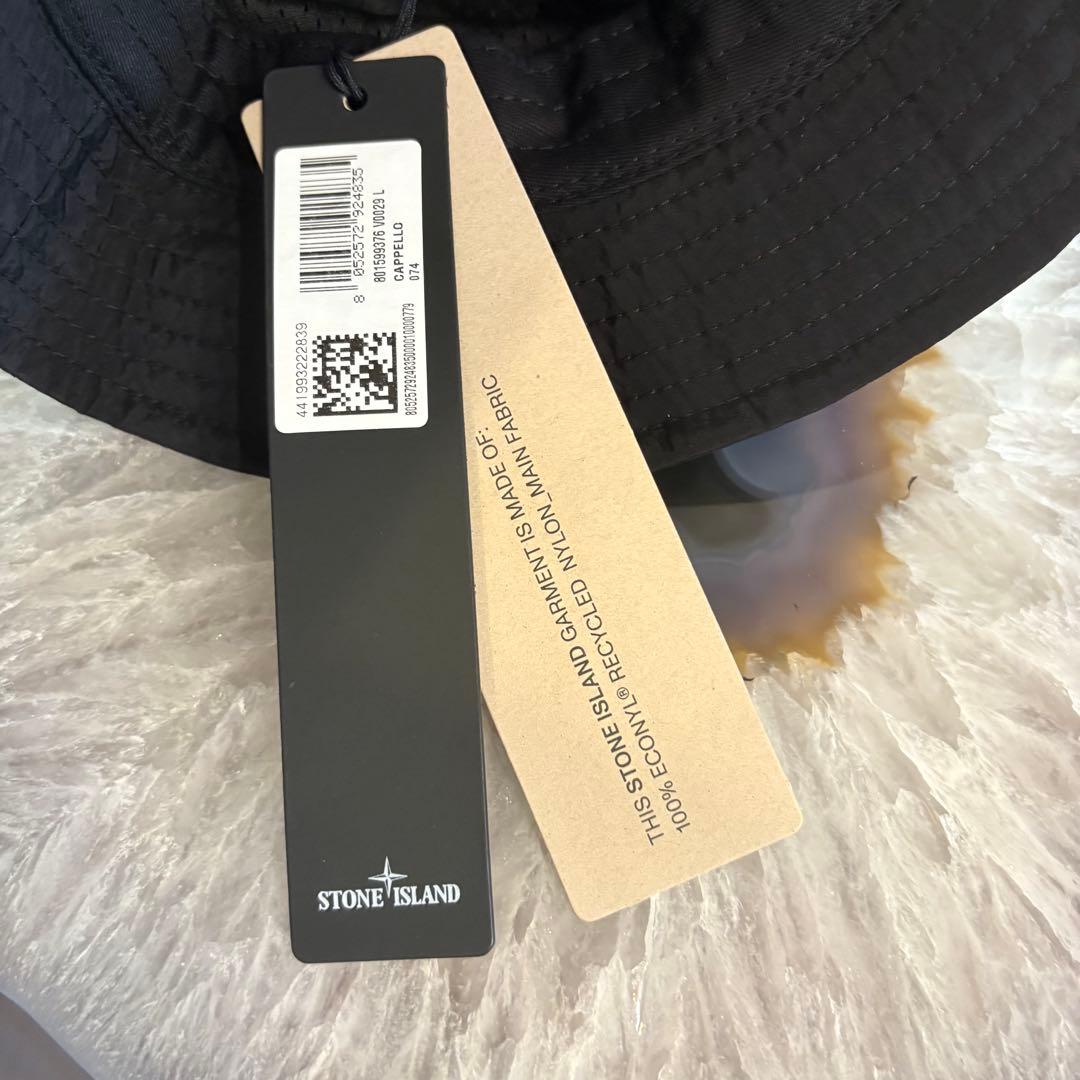 8 052572 924835
801599376 V0029 L
CAPPELLO
074
441993222839
8052572924835000010000779
STONE ISLAND
THIS STONE ISLAND GARMENT IS MADE OF:
100% ECONYL® RECYCLED NYLON_MAIN FABRIC